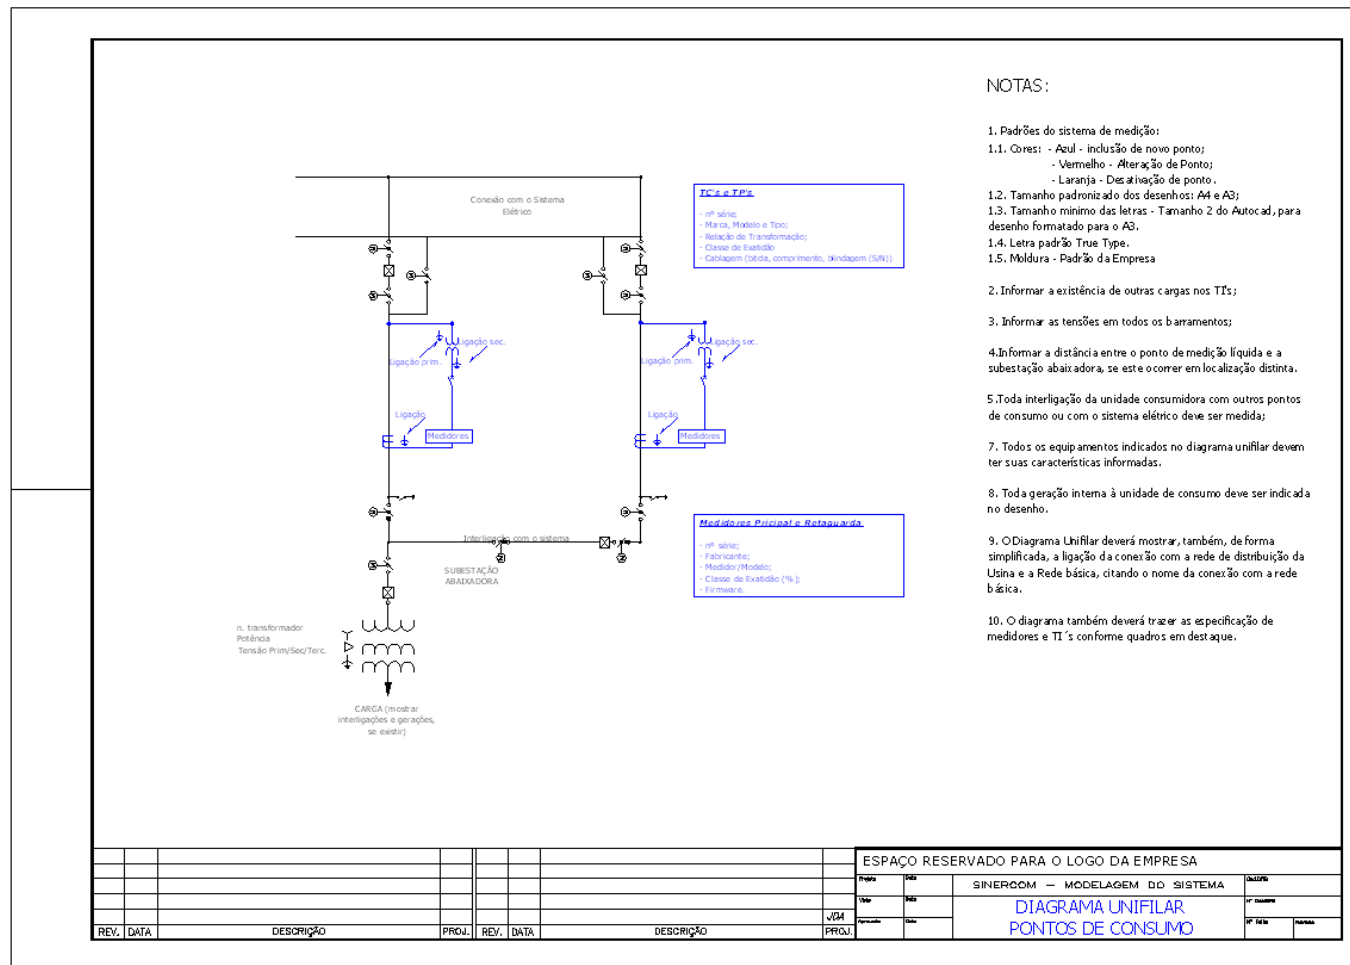 NOTAS:
1. Padrões do sistema de medição:
1.1. Cores: - Azul - inclusão de novo ponto;
- Vermelho - Alteração de Ponto;
- Laranja - Desativação de ponto.
1.2. Tamanho padronizado dos desenhos: A4 e A3;
1.3. Tamanho minimo das letras - Tamanho 2 do Autocad, para
desenho formatado para o A3.
1.4. Letra padrão True Type.
1.5. Moldura - Padrão da Empresa
2. Informar a existência de outras cargas nos TI's;
3. Informar as tensões em todos os barramentos;
4.Informar a distância entre o ponto de medição líquida e a
subestação abaixadora, se este ocorrer em localização distinta.
5.Toda interligação da unidade consumidora com outros pontos
de consumo ou com o sistema elétrico deve ser medida;
7. Todos os equipamentos indicados no diagrama unifilar devem
ter suas características informadas.
8. Toda geração interna à unidade de consumo deve ser indicada
no desenho.
9. O Diagrama Unifilar deverá mostrar, também, de forma
simplificada, a ligação da conexão com a rede de distribuição da
Usina e a Rede básica, citando o nome da conexão com a rede
básica.
10. O diagrama também deverá trazer as especificação de
medidores e TI´s conforme quadros em destaque.
Conexão com o Sistema
Elétrico
TC's e TP's
- nº série;
- Marca, Modelo e Tipo;
- Relação de Transformação;
- Classe de Exatidão
- Cablagem (bitola, comprimento, blindagem (S/N))
Ligação sec.
Ligação prim.
Ligação
Medidores
Ligação sec.
Ligação prim.
Ligação
Medidores
Medidores Pricipal e Retaguarda
- nº série;
- Fabricante;
- Medidor/Modelo;
- Classe de Exatidão (%);
- Firmware.
Interligação com o sistema
SUBESTAÇÃO
ABAIXADORA
n. transformador
Potência
Tensão Prim/Sec/Terc.
CARGA (mostrar
interligações e gerações,
se existir)
ESPAÇO RESERVADO PARA O LOGO DA EMPRESA
Projeto Data
SINERCOM – MODELAGEM DO SISTEMA
Visto Data
DIAGRAMA UNIFILAR
PONTOS DE CONSUMO
Aprovado Data
Nº Folha
JDA
REV. DATA DESCRIÇÃO PROJ. REV. DATA DESCRIÇÃO PROJ.